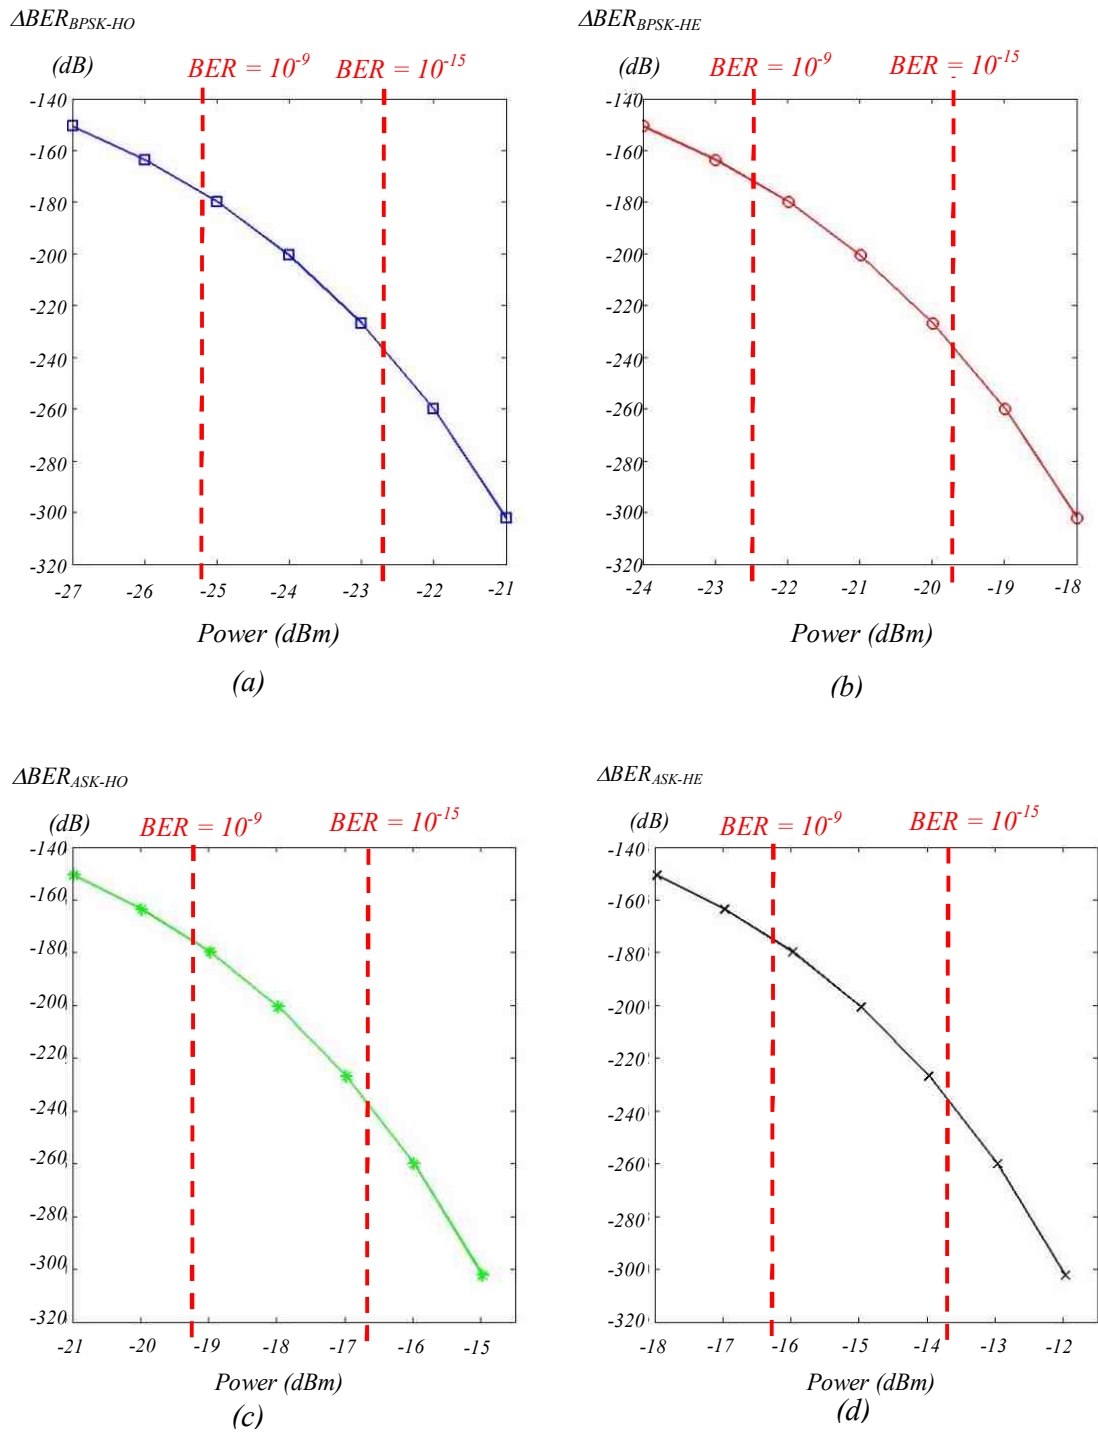 ΔBER_BPSK-HO
(dB)
BER = 10^-9
BER = 10^-15
-140
-160
-180
-200
-220
-240
-260
-280
-300
-320
-27 -26 -25 -24 -23 -22 -21
Power (dBm)
(a)
ΔBER_BPSK-HE
(dB)
BER = 10^-9
BER = 10^-15
-140
-160
-180
-200
-220
-240
-260
-280
-300
-320
-24 -23 -22 -21 -20 -19 -18
Power (dBm)
(b)
ΔBER_ASK-HO
(dB)
BER = 10^-9
BER = 10^-15
-140
-160
-180
-200
-220
-240
-260
-280
-300
-320
-21 -20 -19 -18 -17 -16 -15
Power (dBm)
(c)
ΔBER_ASK-HE
(dB)
BER = 10^-9
BER = 10^-15
-140
-160
-180
-200
-220
-240
-260
-280
-300
-320
-18 -17 -16 -15 -14 -13 -12
Power (dBm)
(d)